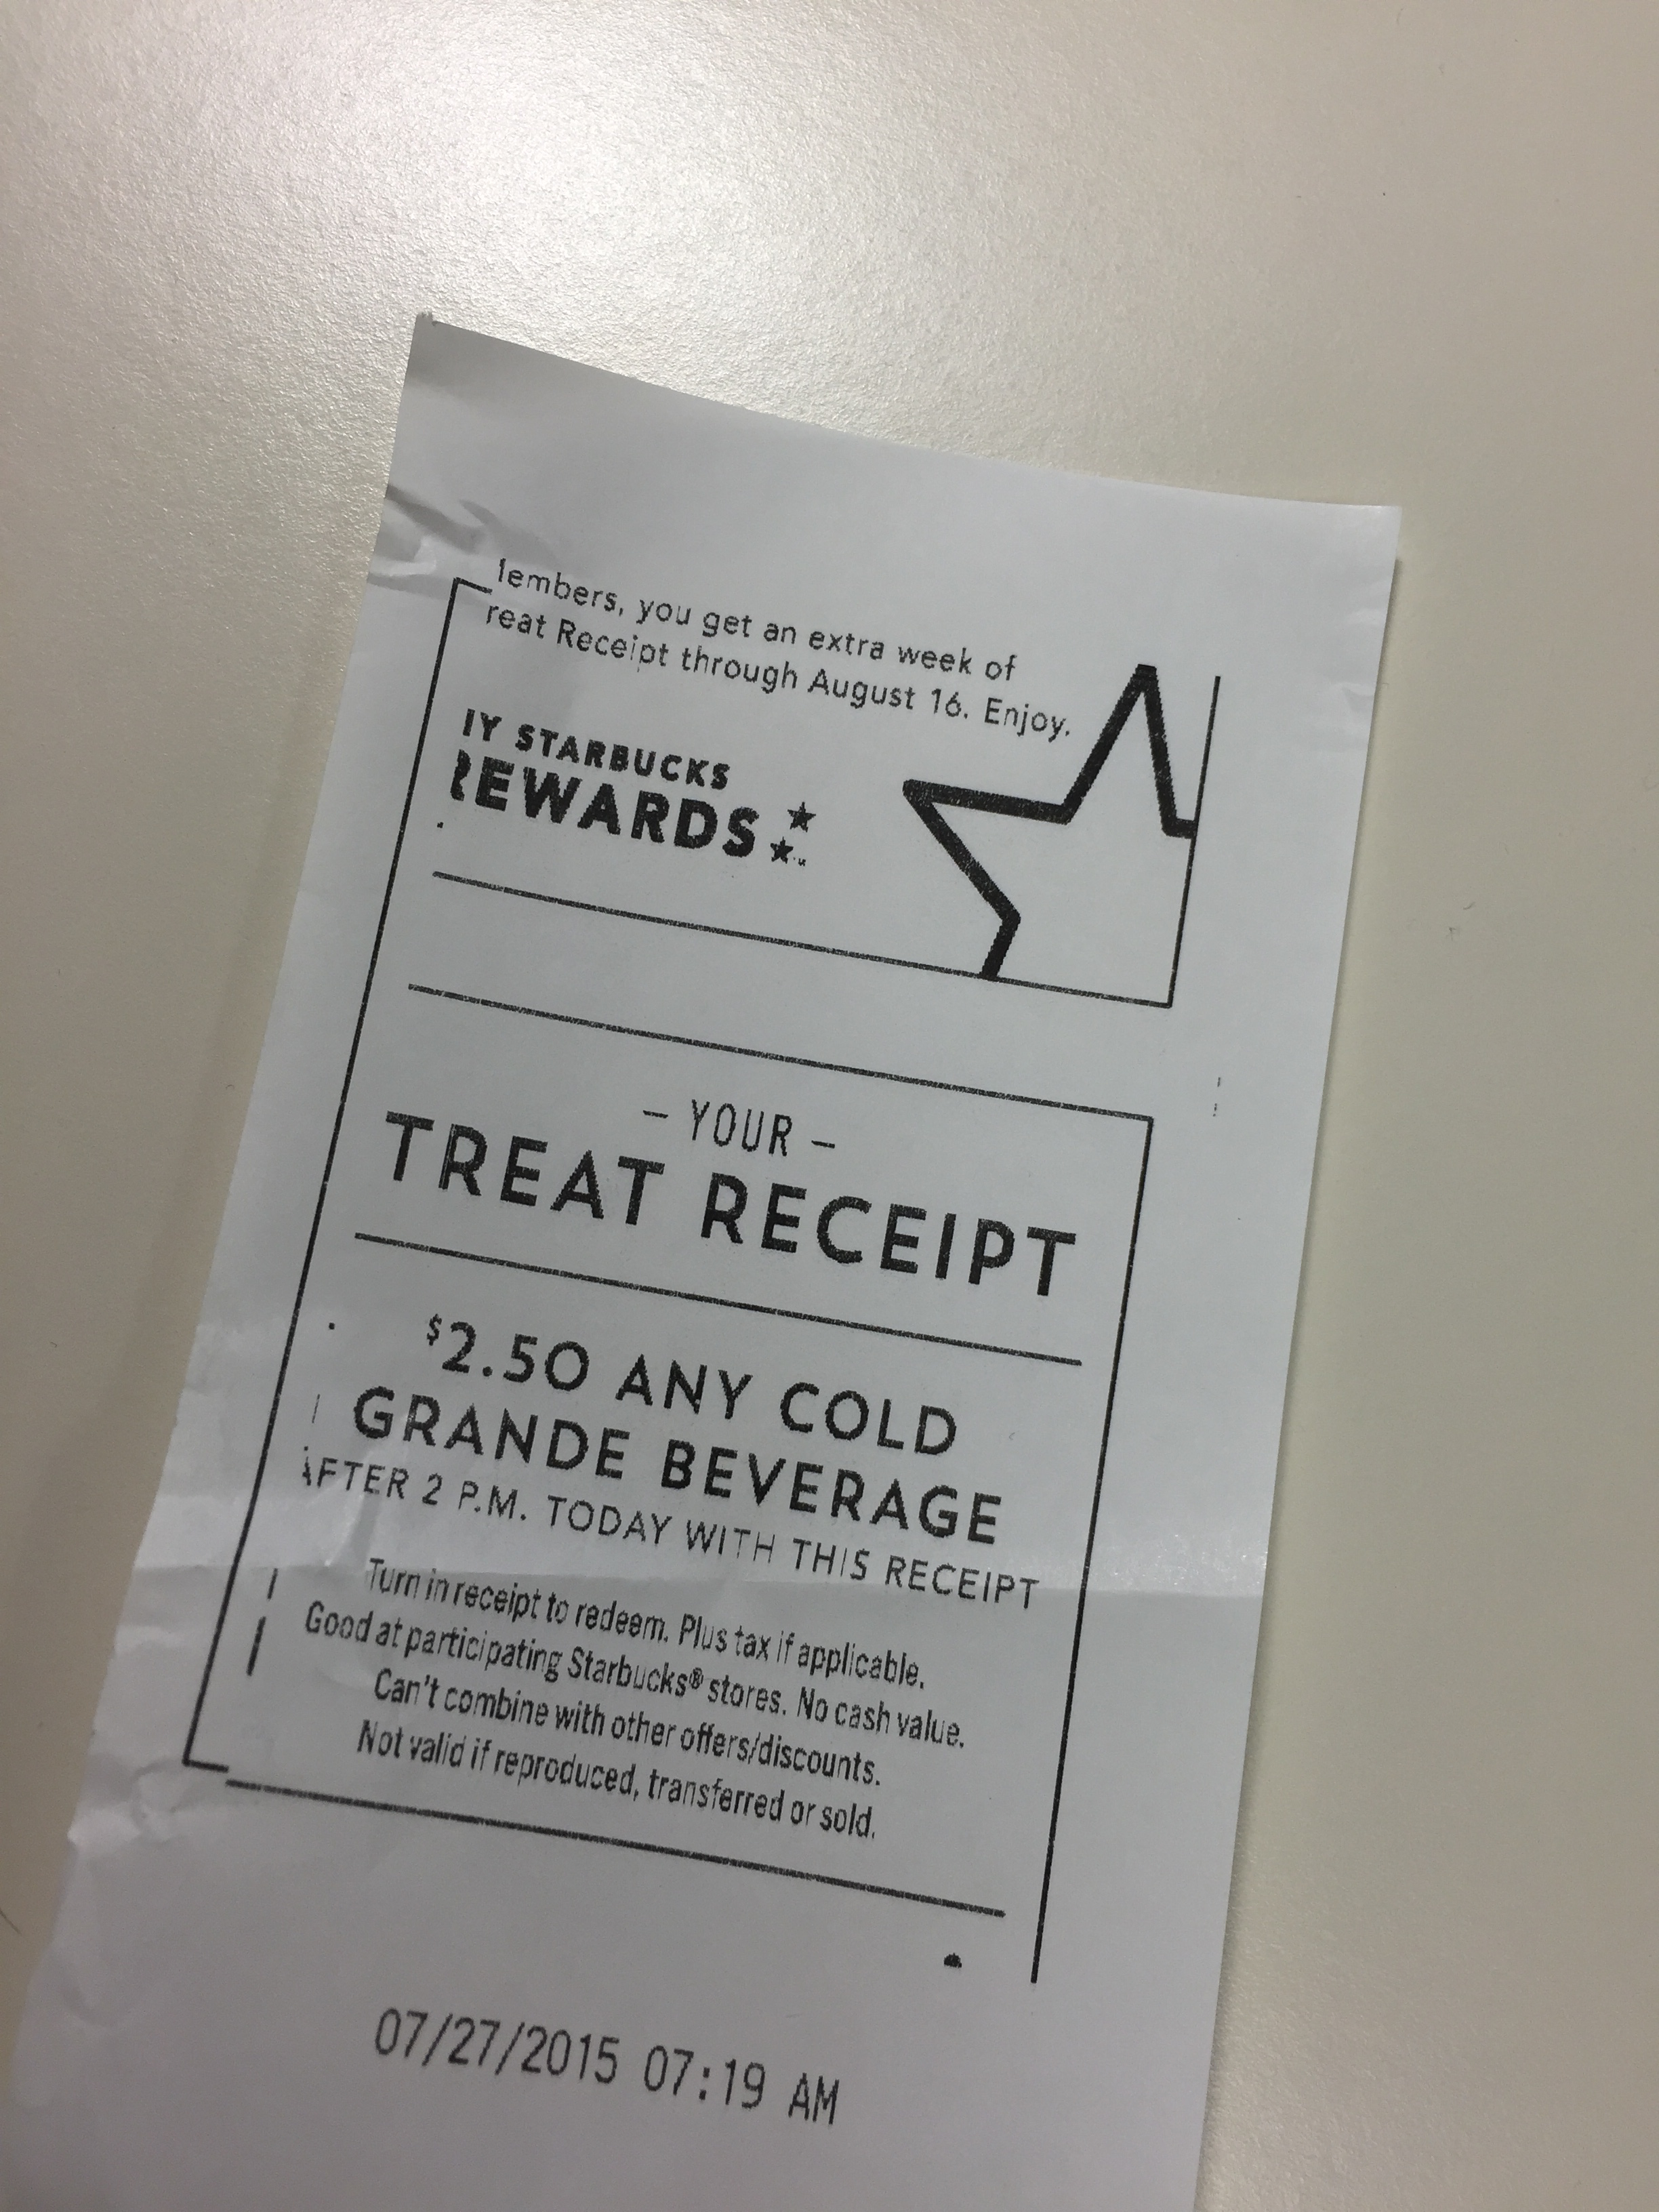 lembers, you get an extra week of
reat Receipt through August 16. Enjoy.
IY STARBUCKS
REWARDS
– YOUR –
TREAT RECEIPT
$2.50 ANY COLD
GRANDE BEVERAGE
AFTER 2 P.M. TODAY WITH THIS RECEIPT
Turn in receipt to redeem. Plus tax if applicable.
Good at participating Starbucks® stores. No cash value.
Can't combine with other offers/discounts.
Not valid if reproduced, transferred or sold.
07/27/2015 07:19 AM